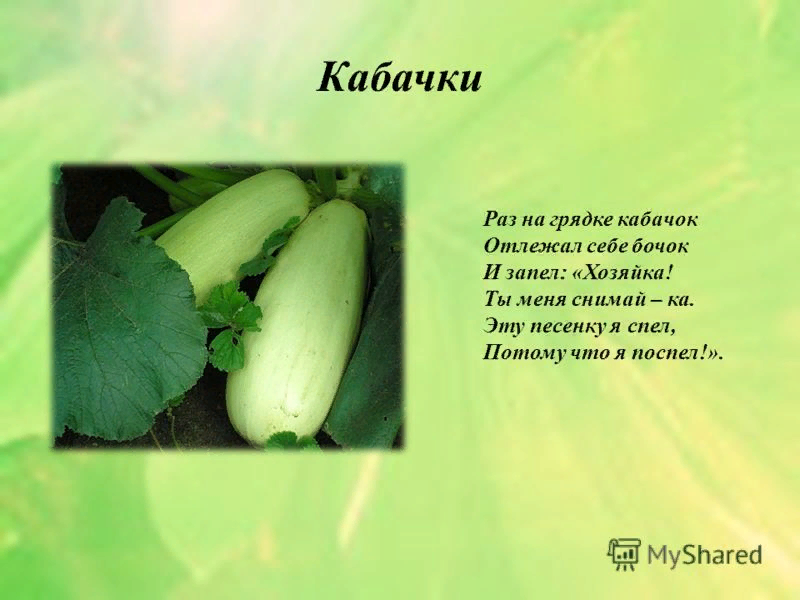 Кабачки
Раз на грядке кабачок
Отлежал себе бочок
И запел: «Хозяйка!
Ты меня снимай – ка.
Эту песенку я спел,
Потому что я поспел!».
MyShared